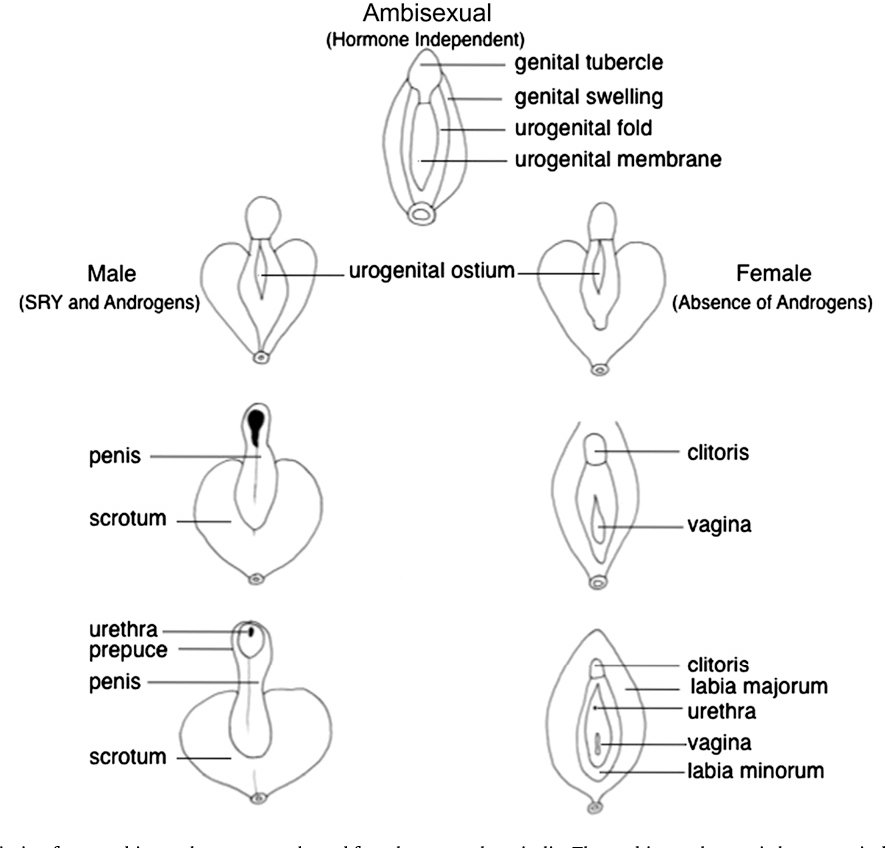 Ambisexual
(Hormone Independent)
genital tubercle
genital swelling
urogenital fold
urogenital membrane
Male
(SRY and Androgens)
urogenital ostium
Female
(Absence of Androgens)
penis
scrotum
clitoris
vagina
urethra
prepuce
penis
scrotum
clitoris
labia majorum
urethra
vagina
labia minorum